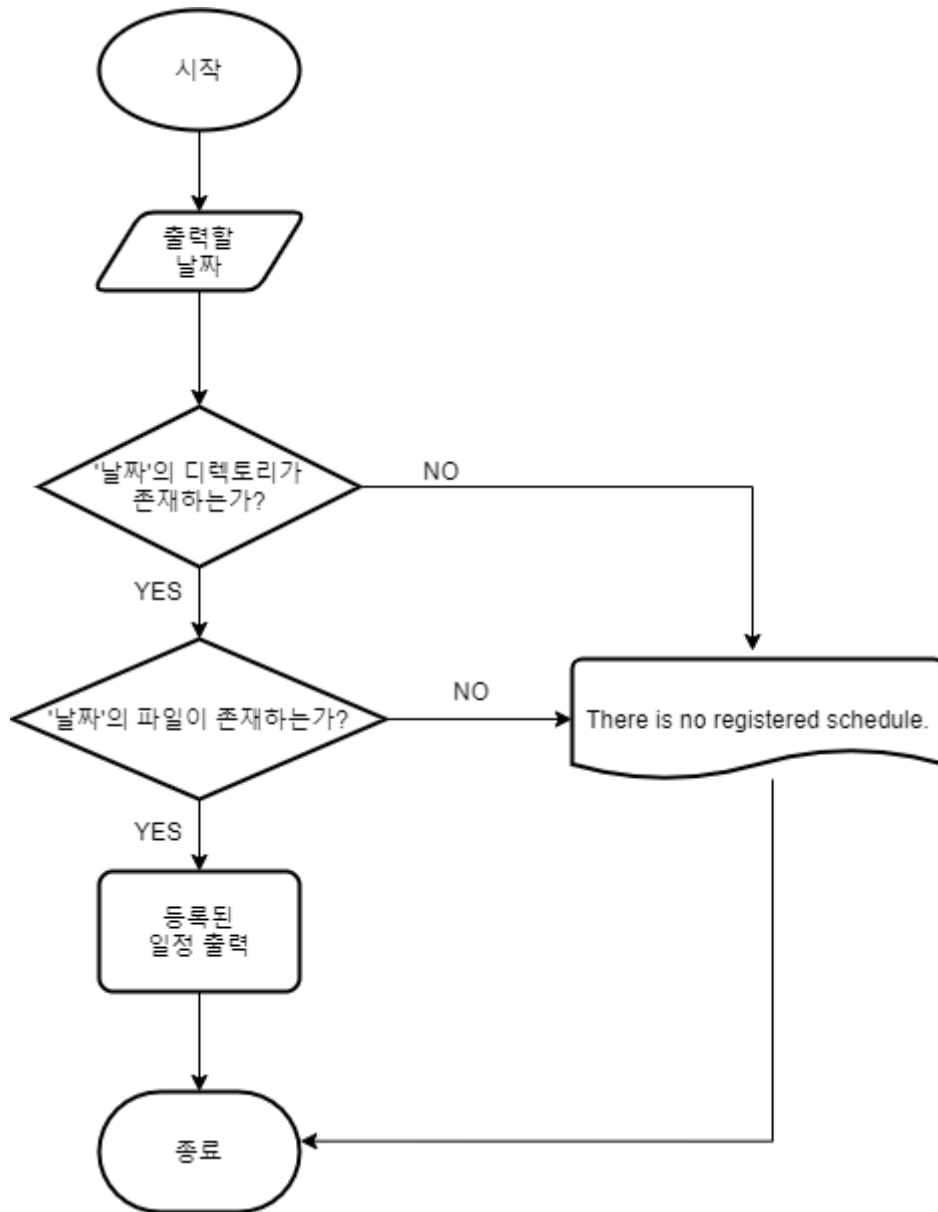 시작
출력할
날짜
'날짜'의 디렉토리가
존재하는가?
NO
YES
'날짜'의 파일이 존재하는가?
NO
There is no registered schedule.
YES
등록된
일정 출력
종료